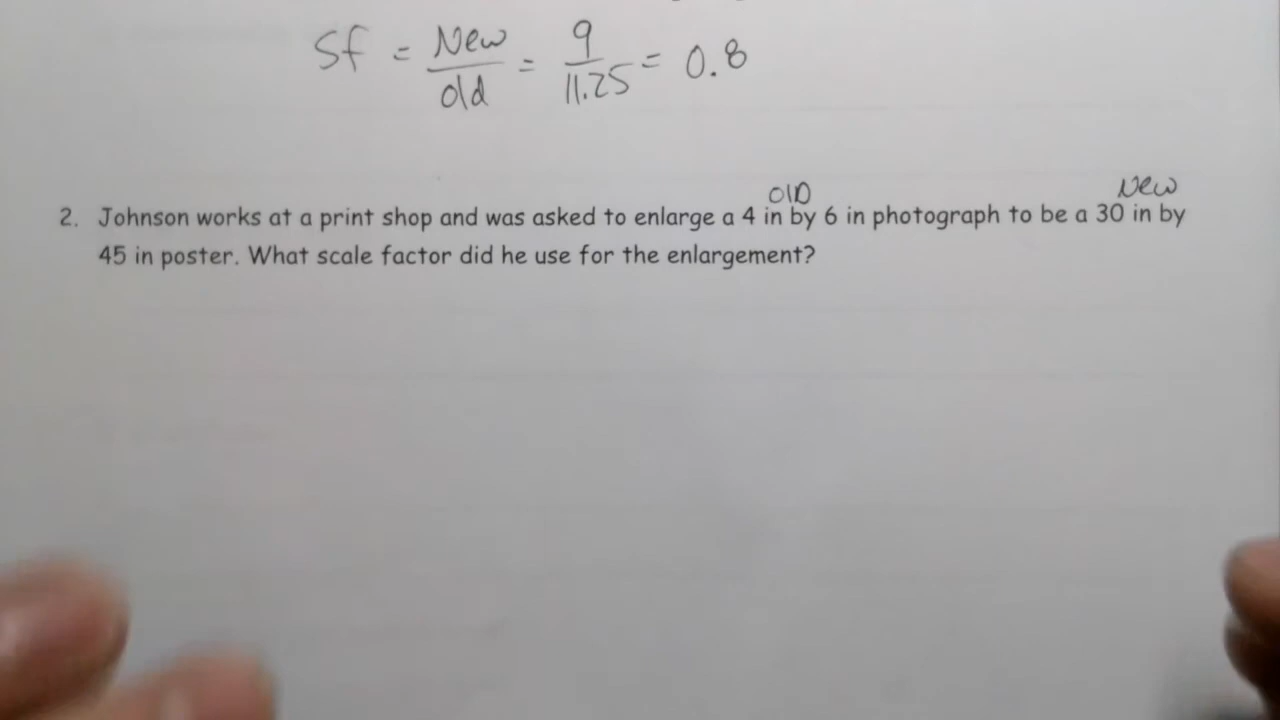 Sf = New/old = 9/11.25 = 0.8
OlD New
2. Johnson works at a print shop and was asked to enlarge a 4 in by 6 in photograph to be a 30 in by
45 in poster. What scale factor did he use for the enlargement?